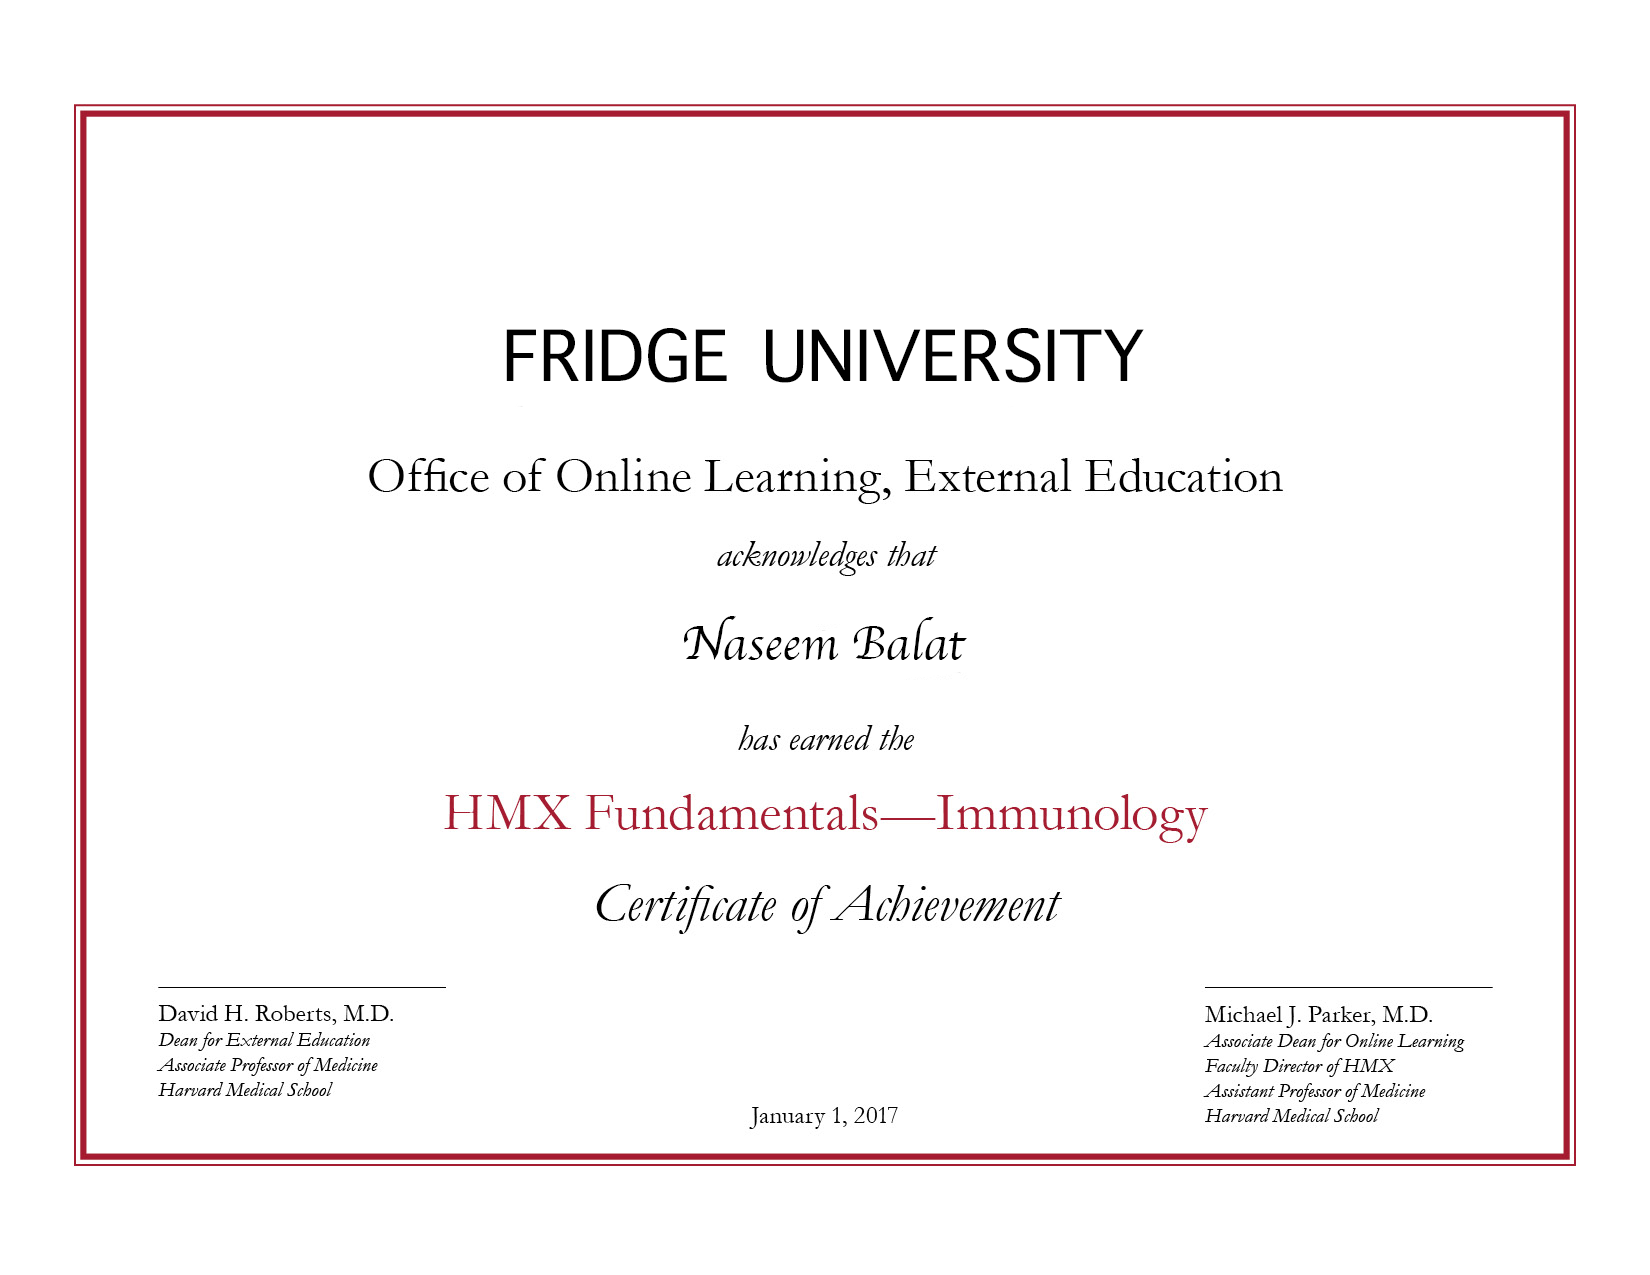 FRIDGE UNIVERSITY
Office of Online Learning, External Education
acknowledges that
Naseem Balat
has earned the
HMX Fundamentals—Immunology
Certificate of Achievement
David H. Roberts, M.D.
Dean for External Education
Associate Professor of Medicine
Harvard Medical School
Michael J. Parker, M.D.
Associate Dean for Online Learning
Faculty Director of HMX
Assistant Professor of Medicine
Harvard Medical School
January 1, 2017